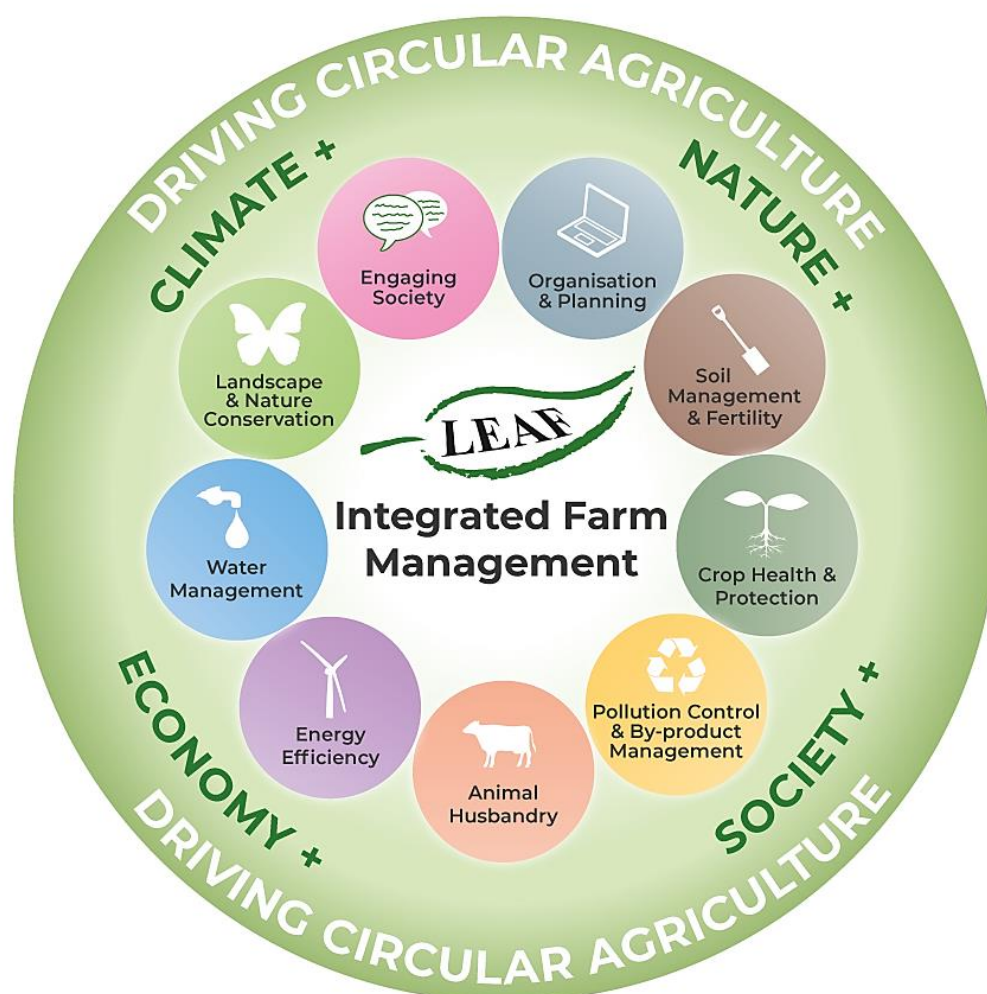 DRIVING CIRCULAR AGRICULTURE
CLIMATE +
NATURE +
Engaging
Society
Organisation
& Planning
Landscape
& Nature
Conservation
Soil
Management
& Fertility
LEAF
Integrated Farm
Management
Water
Management
Crop Health &
Protection
Energy
Efficiency
Pollution Control
& By-product
Management
Animal
Husbandry
ECONOMY +
SOCIETY +
DRIVING CIRCULAR AGRICULTURE